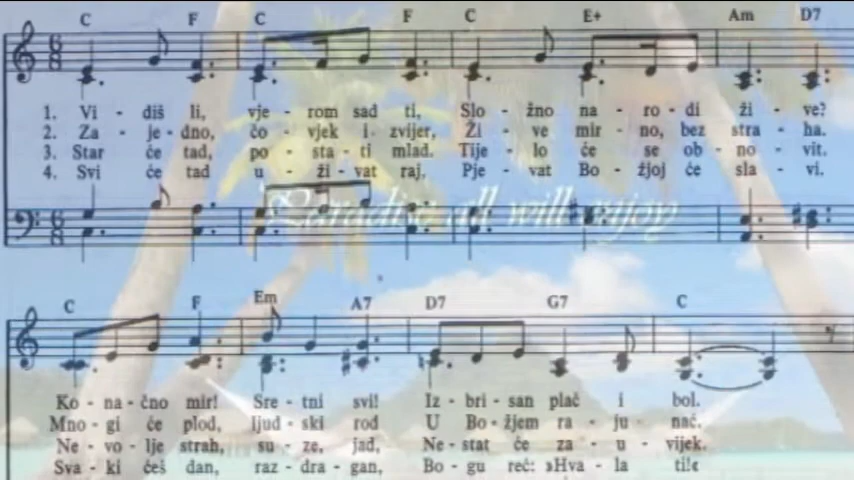 C F C F C E+ Am D7
1. Vi - diš li, vje - rom sad ti, Slo - žno na - ro - di ži - ve?
2. Za - je - dno, čo - vjek i zvijer, Ži - ve mir - no, bez stra - ha.
3. Star će tad, po - sta - ti mlad. Tije - lo će se ob - no - vit.
4. Svi će tad u - ži - vat raj, Pje - vat Bo - žjoj će sla - vi.
Paradise all will enjoy
C F Em A7 D7 G7 C
Ko - na - čno mir! Sre - tni svi! Iz - bri - san plač i bol.
Mno - gi će plod, ljud - ski rod U Bo - žjem ra - ju - nać.
Ne - vo - lje strah, su - ze, jad, Ne - stat će za - u - vijek.
Sva - ki ćeš dan, raz - dra - gan, Bo - gu reć: »Hva - la ti!«